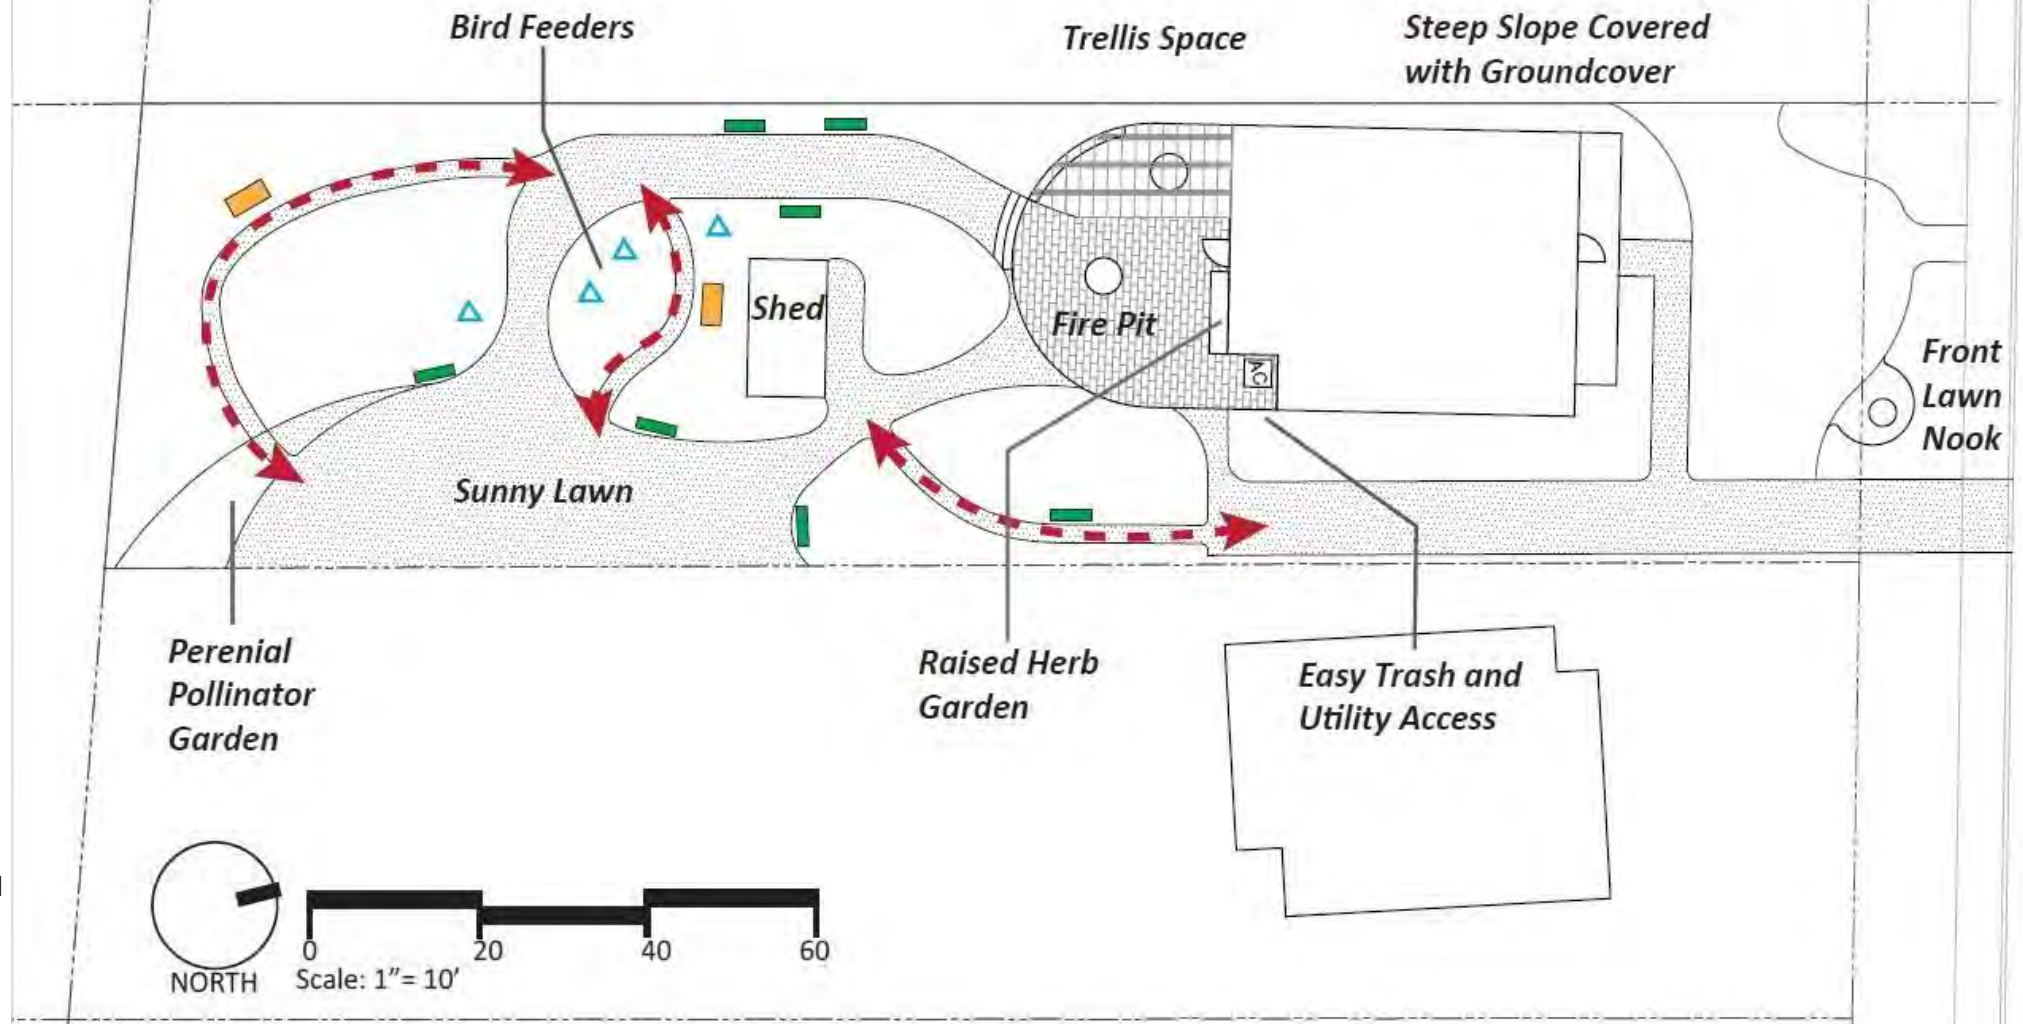 Bird Feeders
Trellis Space
Steep Slope Covered
with Groundcover
Shed
Fire Pit
AC
Front
Lawn
Nook
Sunny Lawn
Perenial
Pollinator
Garden
Raised Herb
Garden
Easy Trash and
Utility Access
0 20 40 60
NORTH
Scale: 1"= 10'